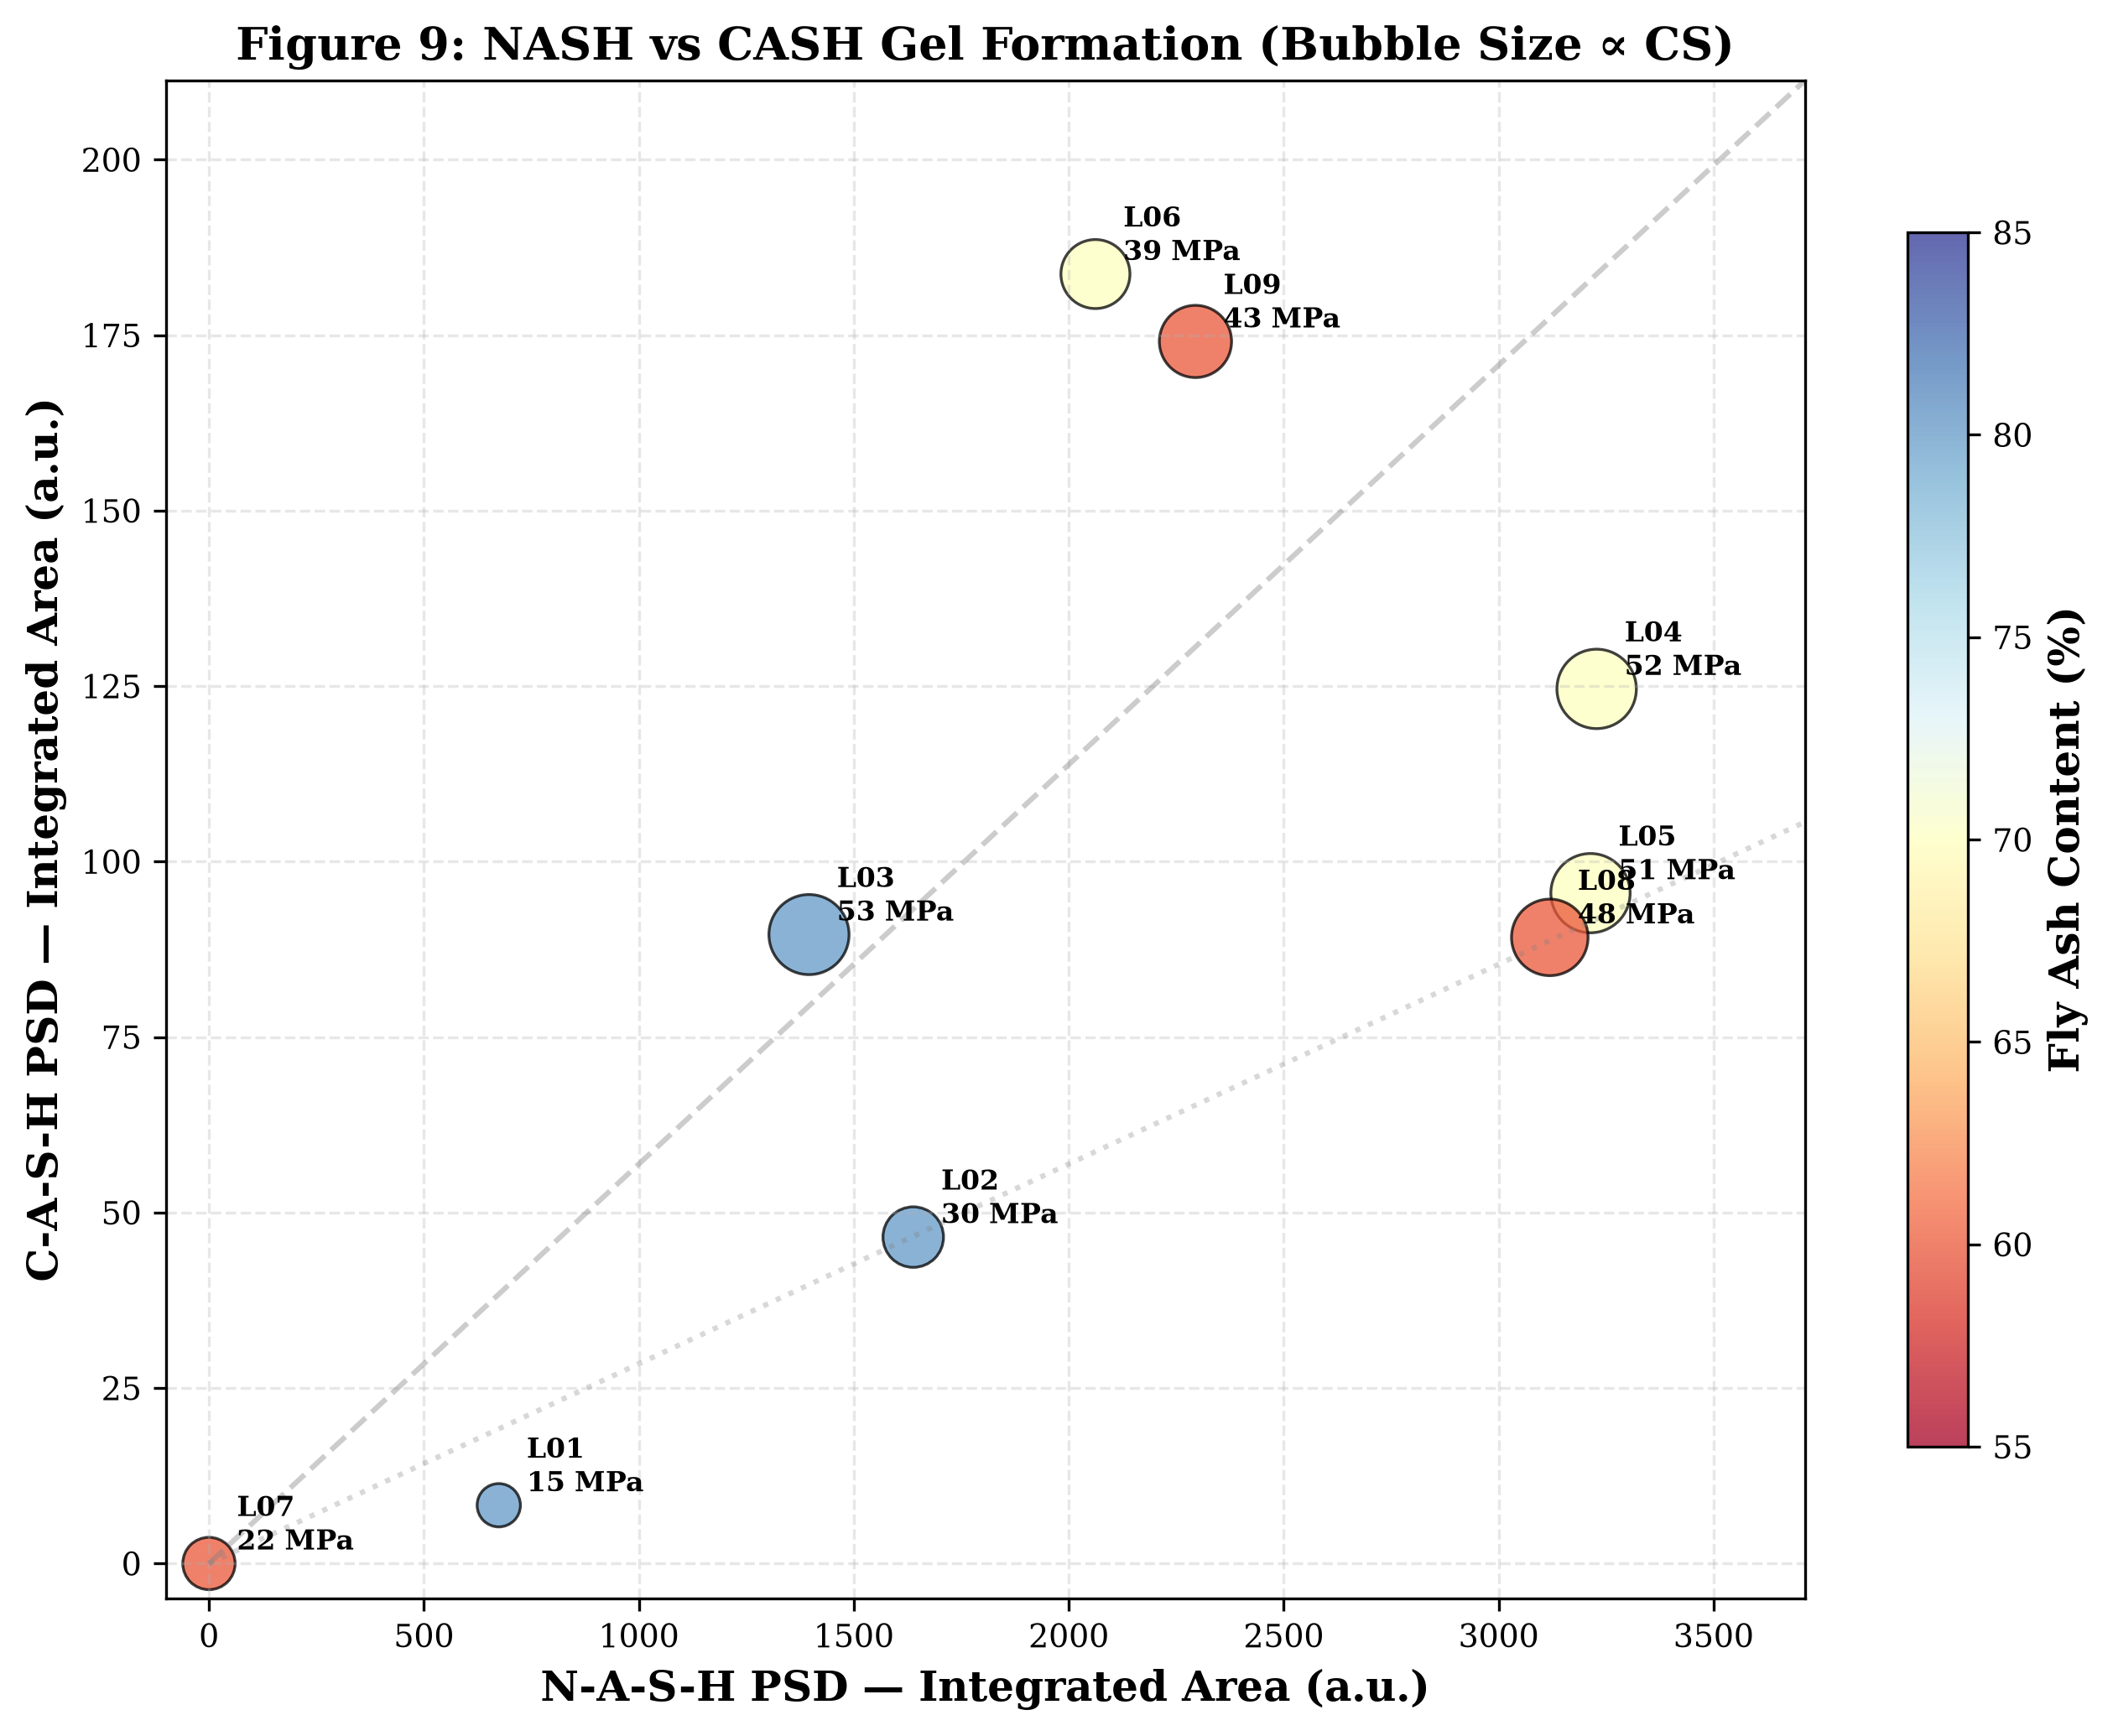 Figure 9: NASH vs CASH Gel Formation (Bubble Size ∝ CS)
C-A-S-H PSD — Integrated Area (a.u.)
200
175
150
125
100
75
50
25
0
L06
39 MPa
L09
43 MPa
L04
52 MPa
L05
51 MPa
L08
48 MPa
L03
53 MPa
L02
30 MPa
L01
15 MPa
L07
22 MPa
0
500
1000
1500
2000
2500
3000
3500
N-A-S-H PSD — Integrated Area (a.u.)
85
80
75
70
65
60
55
Fly Ash Content (%)